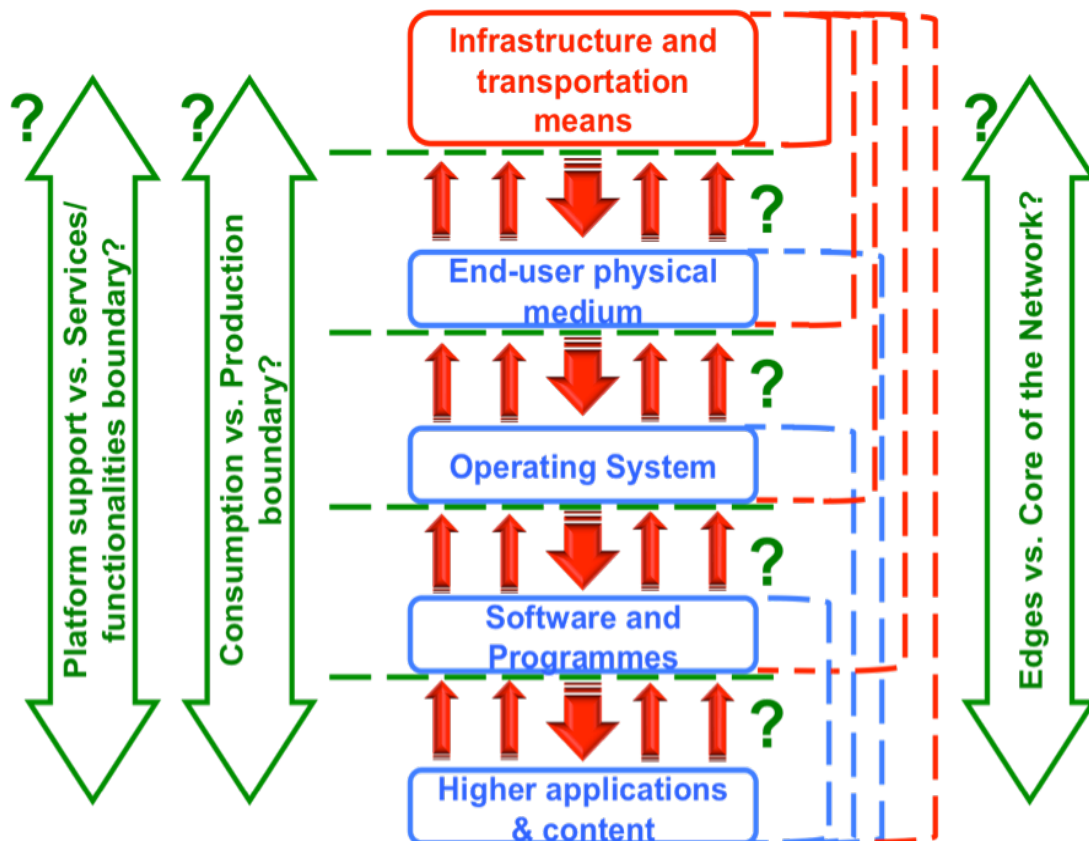 Infrastructure and
transportation
means
?
?
?
Platform support vs. Services/
functionalities boundary?
Consumption vs. Production
boundary?
Edges vs. Core of the Network?
?
End-user physical
medium
?
Operating System
?
Software and
Programmes
?
Higher applications
& content